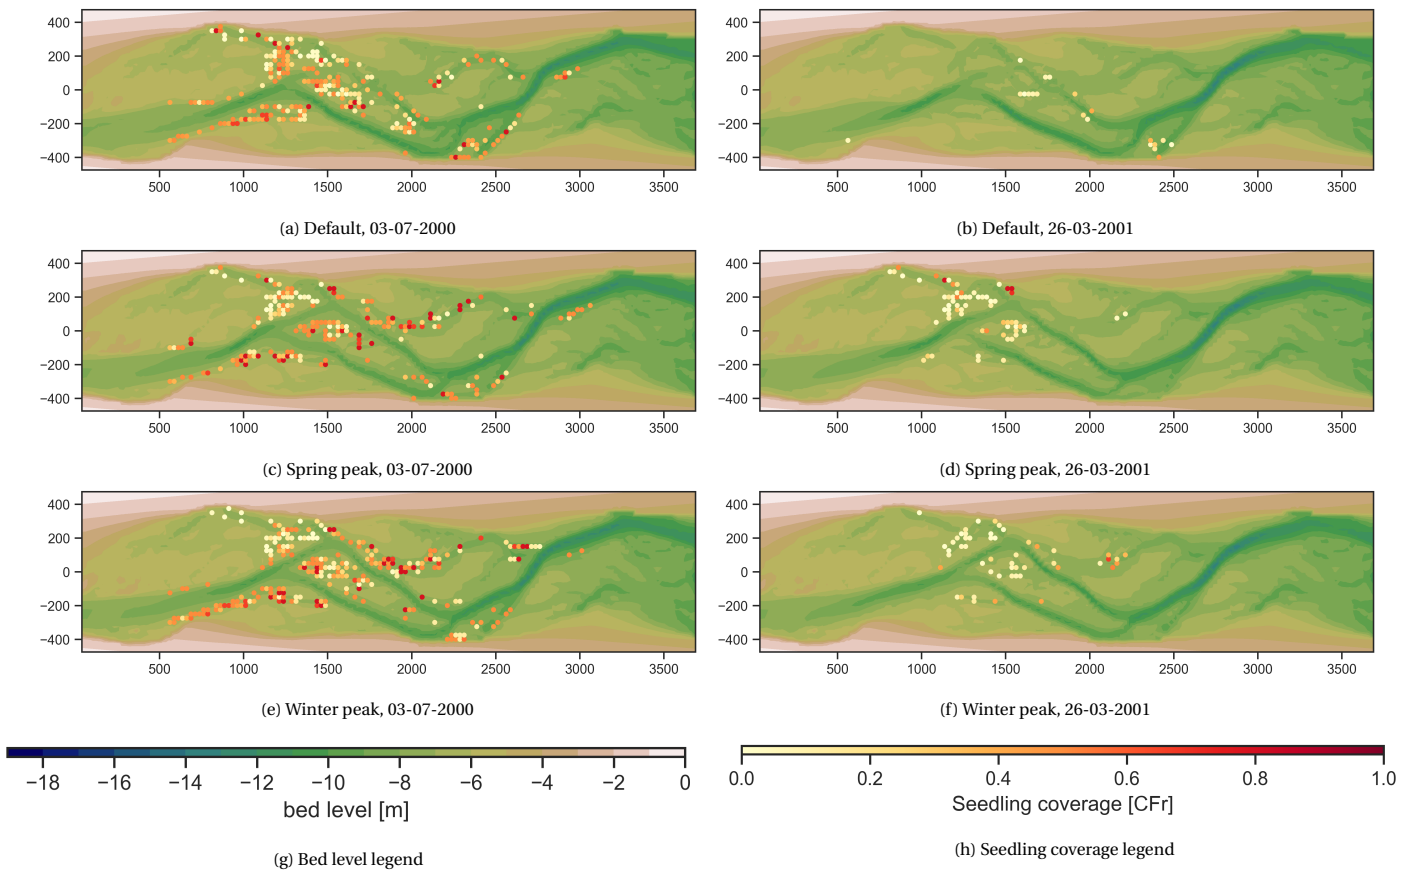 400
200
0
−200
−400
500 1000 1500 2000 2500 3000 3500
(a) Default, 03-07-2000
400
200
0
−200
−400
500 1000 1500 2000 2500 3000 3500
(b) Default, 26-03-2001
400
200
0
−200
−400
500 1000 1500 2000 2500 3000 3500
(c) Spring peak, 03-07-2000
400
200
0
−200
−400
500 1000 1500 2000 2500 3000 3500
(d) Spring peak, 26-03-2001
400
200
0
−200
−400
500 1000 1500 2000 2500 3000 3500
(e) Winter peak, 03-07-2000
400
200
0
−200
−400
500 1000 1500 2000 2500 3000 3500
(f) Winter peak, 26-03-2001
−18 −16 −14 −12 −10 −8 −6 −4 −2 0
bed level [m]
(g) Bed level legend
0.0 0.2 0.4 0.6 0.8 1.0
Seedling coverage [CFr]
(h) Seedling coverage legend